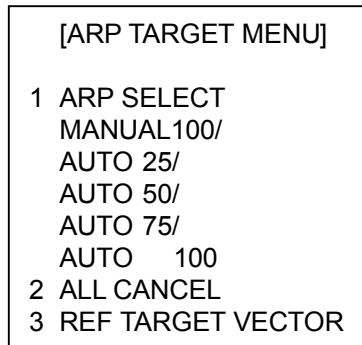 [ARP TARGET MENU]
1 ARP SELECT
MANUAL100/
AUTO 25/
AUTO 50/
AUTO 75/
AUTO 100
2 ALL CANCEL
3 REF TARGET VECTOR